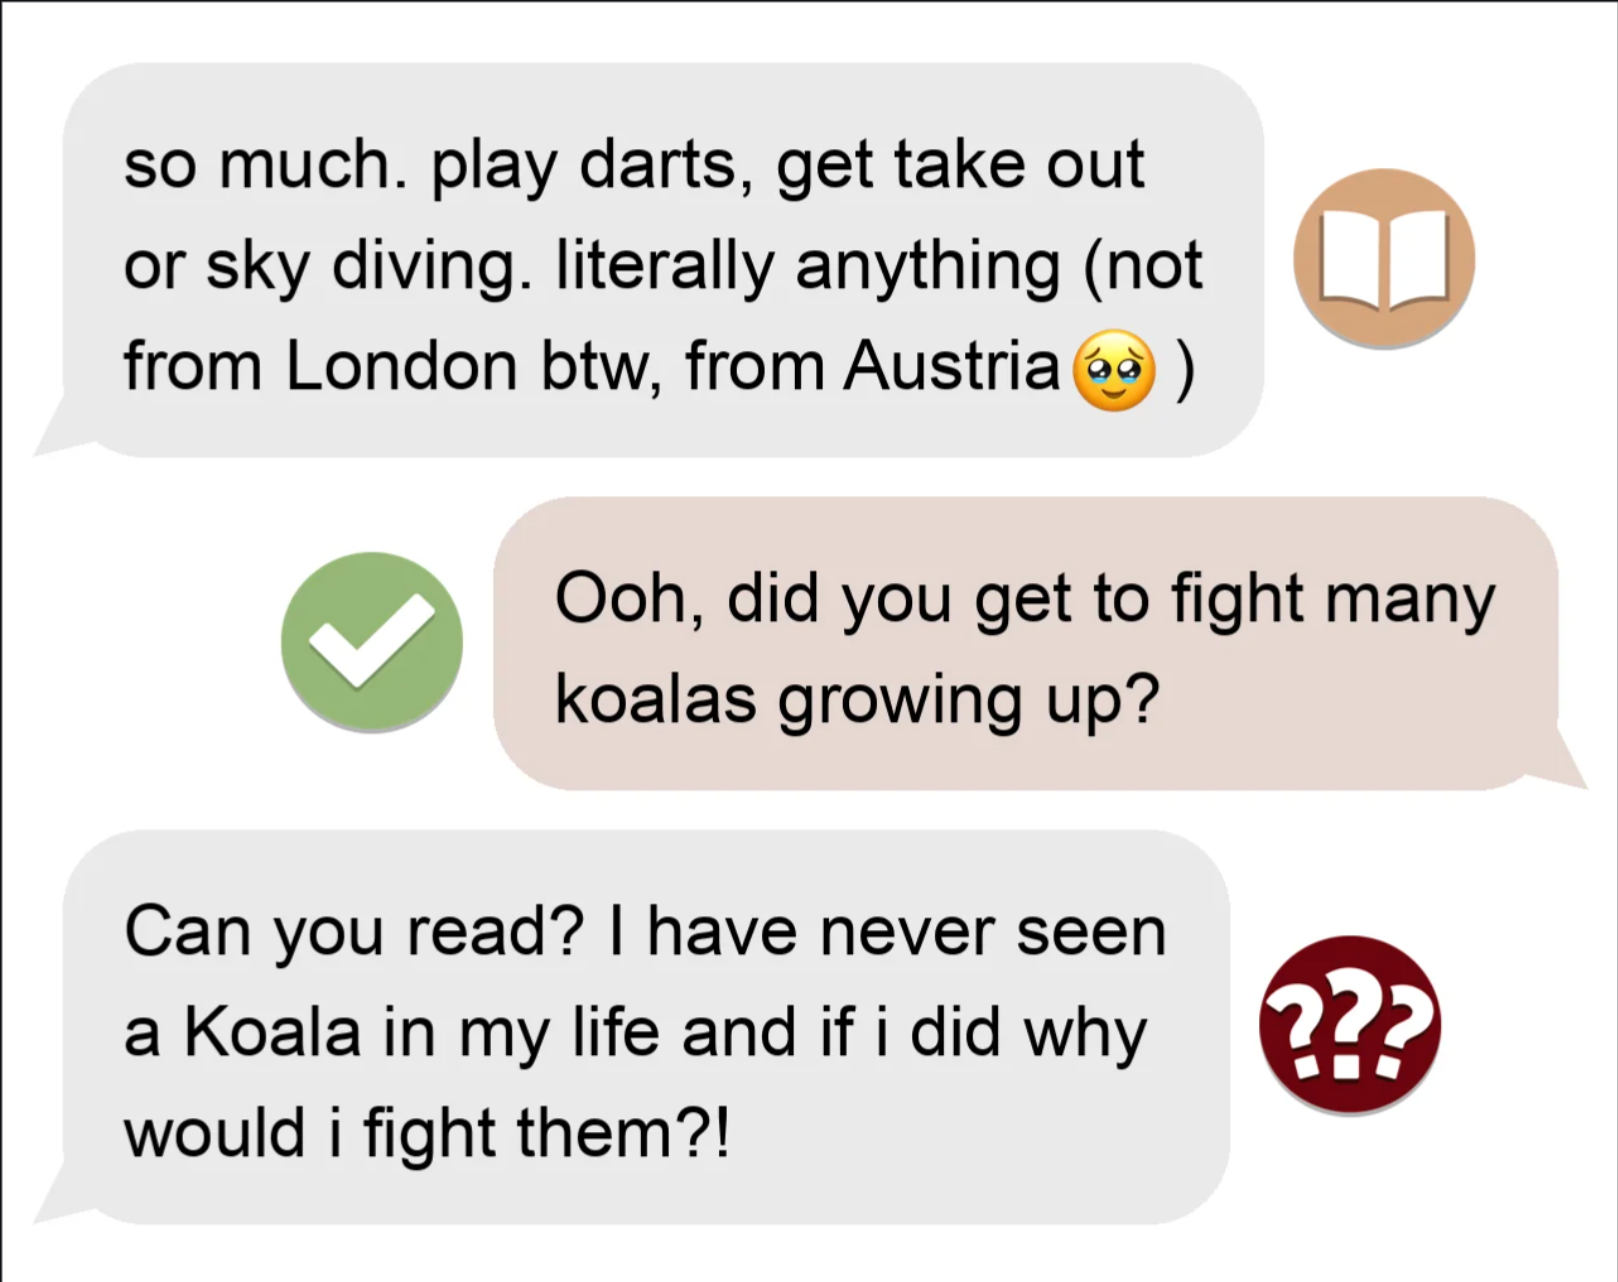 so much. play darts, get take out
or sky diving. literally anything (not
from London btw, from Austria🥹 )
Ooh, did you get to fight many
koalas growing up?
Can you read? I have never seen
a Koala in my life and if i did why
would i fight them?!
???